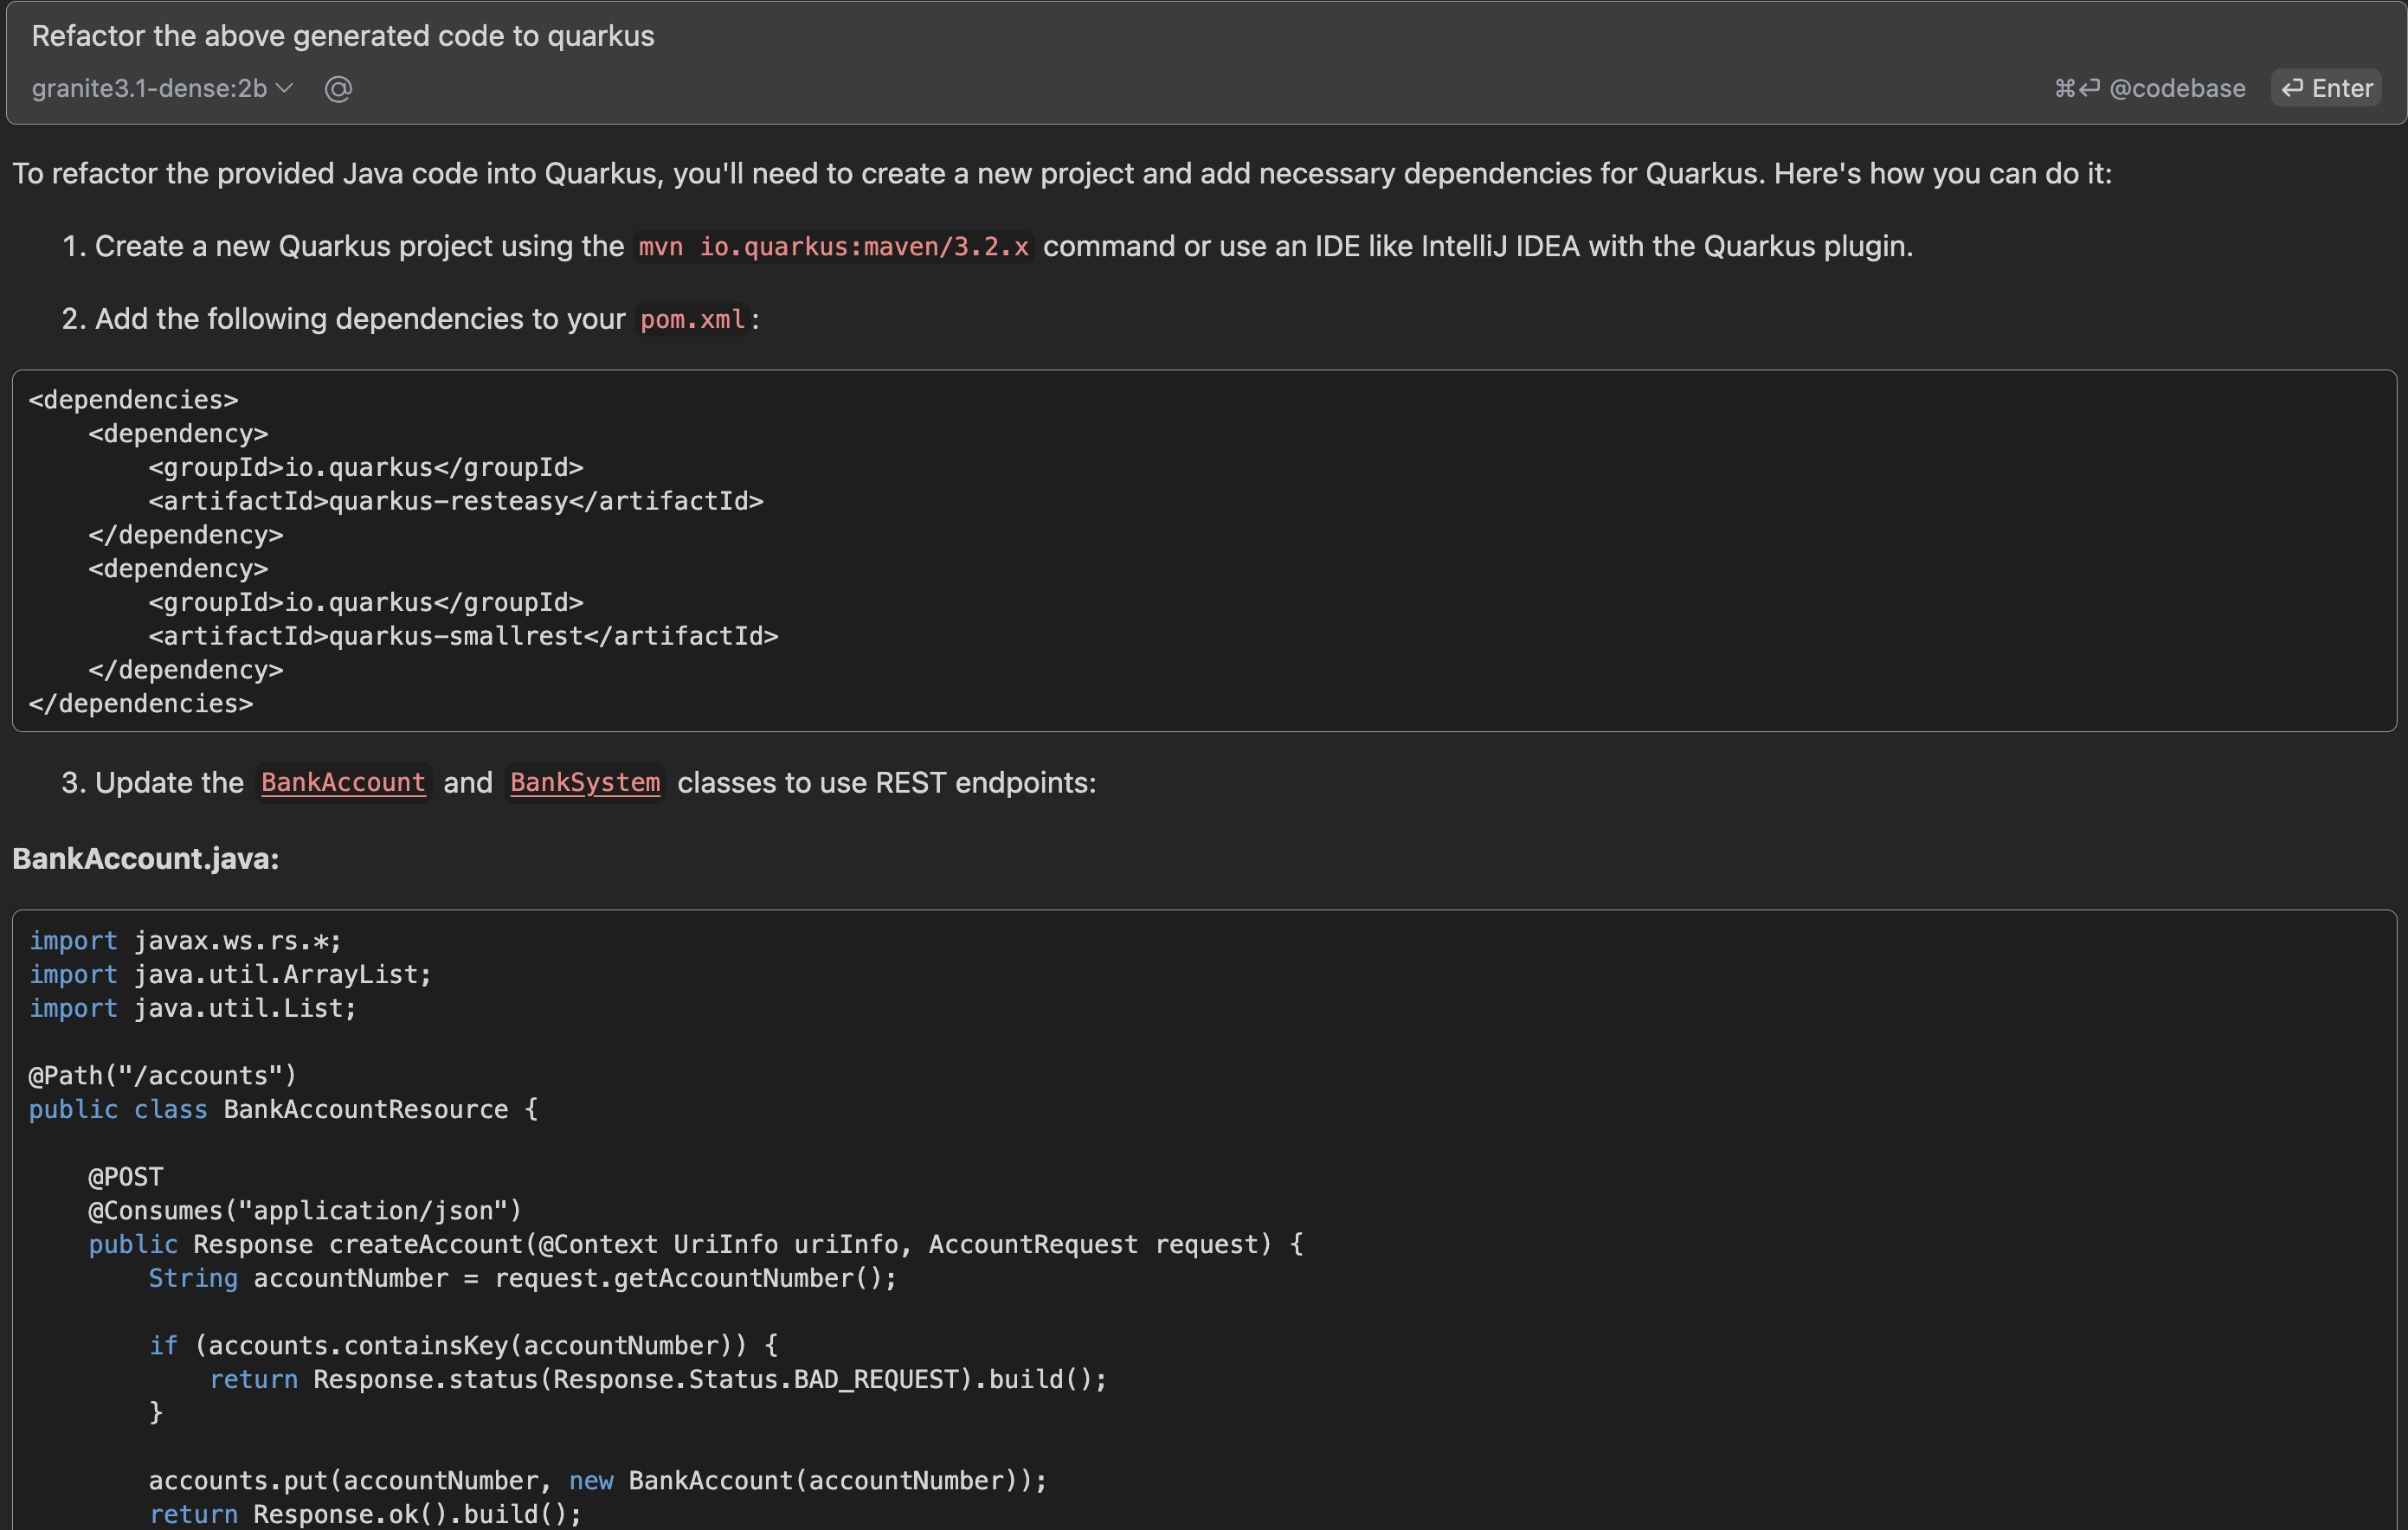 Refactor the above generated code to quarkus
granite3.1-dense:2b @ ⌘⏎ @codebase ⏎ Enter
To refactor the provided Java code into Quarkus, you'll need to create a new project and add necessary dependencies for Quarkus. Here's how you can do it:
1. Create a new Quarkus project using the mvn io.quarkus:maven/3.2.x command or use an IDE like IntelliJ IDEA with the Quarkus plugin.
2. Add the following dependencies to your pom.xml:
<dependencies>
    <dependency>
        <groupId>io.quarkus</groupId>
        <artifactId>quarkus-resteasy</artifactId>
    </dependency>
    <dependency>
        <groupId>io.quarkus</groupId>
        <artifactId>quarkus-smallrest</artifactId>
    </dependency>
</dependencies>
3. Update the BankAccount and BankSystem classes to use REST endpoints:
BankAccount.java:
import javax.ws.rs.*;
import java.util.ArrayList;
import java.util.List;
@Path("/accounts")
public class BankAccountResource {
    @POST
    @Consumes("application/json")
    public Response createAccount(@Context UriInfo uriInfo, AccountRequest request) {
        String accountNumber = request.getAccountNumber();
        if (accounts.containsKey(accountNumber)) {
            return Response.status(Response.Status.BAD_REQUEST).build();
        }
        accounts.put(accountNumber, new BankAccount(accountNumber));
        return Response.ok().build();